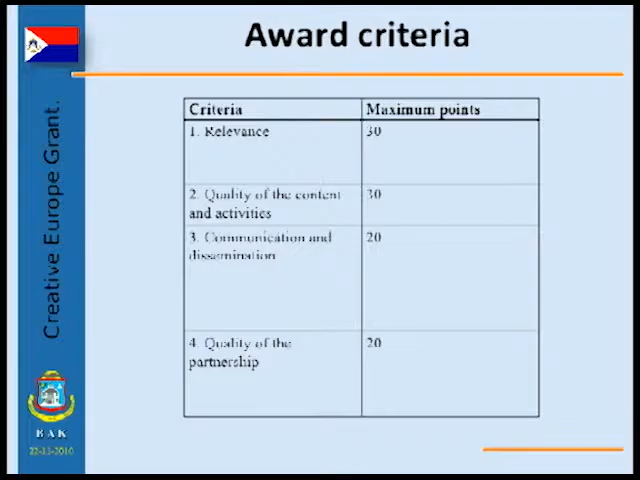 Award criteria
Creative Europe Grant.
Criteria
Maximum points
1. Relevance
30
2. Quality of the content
and activities
30
3. Communication and
dissemination
20
4. Quality of the
partnership
20
BAK
22-11-2010